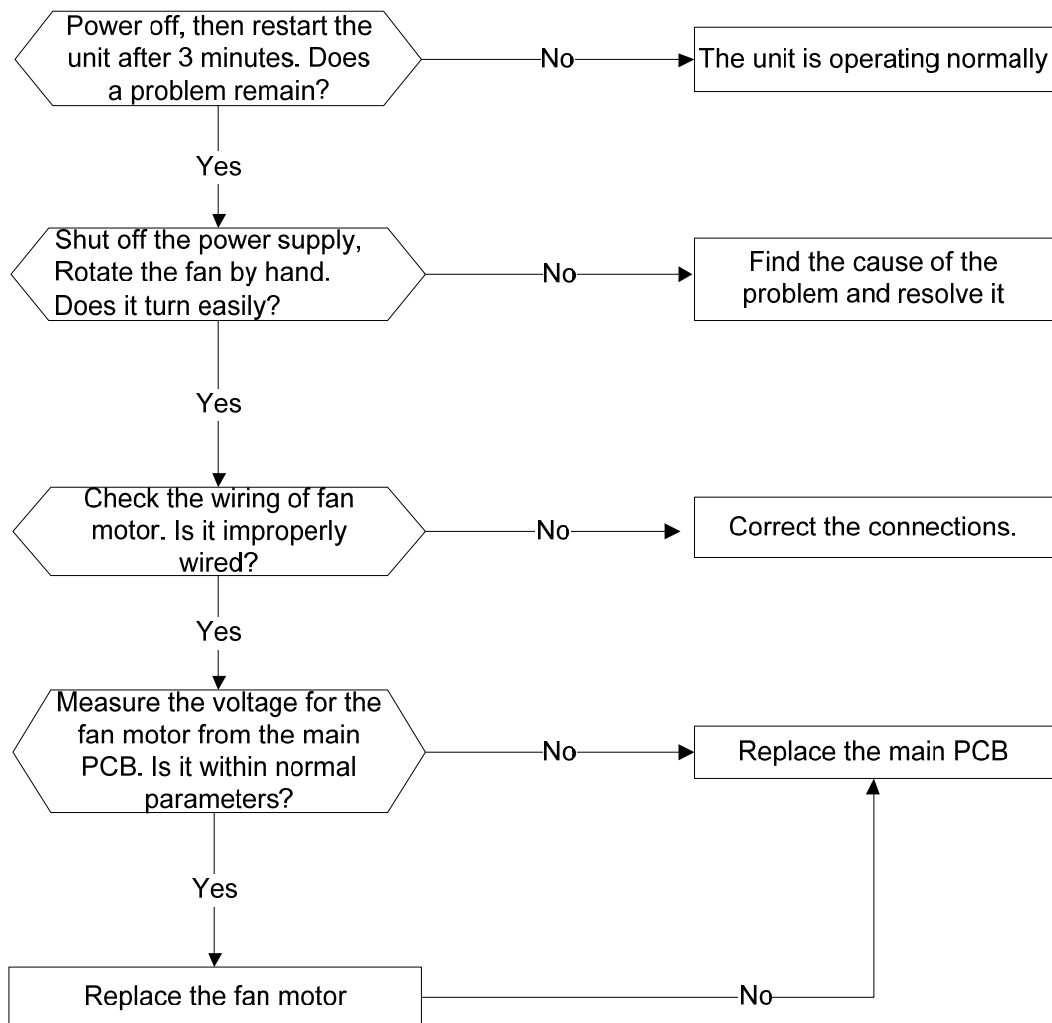 Power off, then restart the
unit after 3 minutes. Does
a problem remain?
No
The unit is operating normally
Yes
Shut off the power supply,
Rotate the fan by hand.
Does it turn easily?
No
Find the cause of the
problem and resolve it
Yes
Check the wiring of fan
motor. Is it improperly
wired?
No
Correct the connections.
Yes
Measure the voltage for the
fan motor from the main
PCB. Is it within normal
parameters?
No
Replace the main PCB
Yes
Replace the fan motor
No